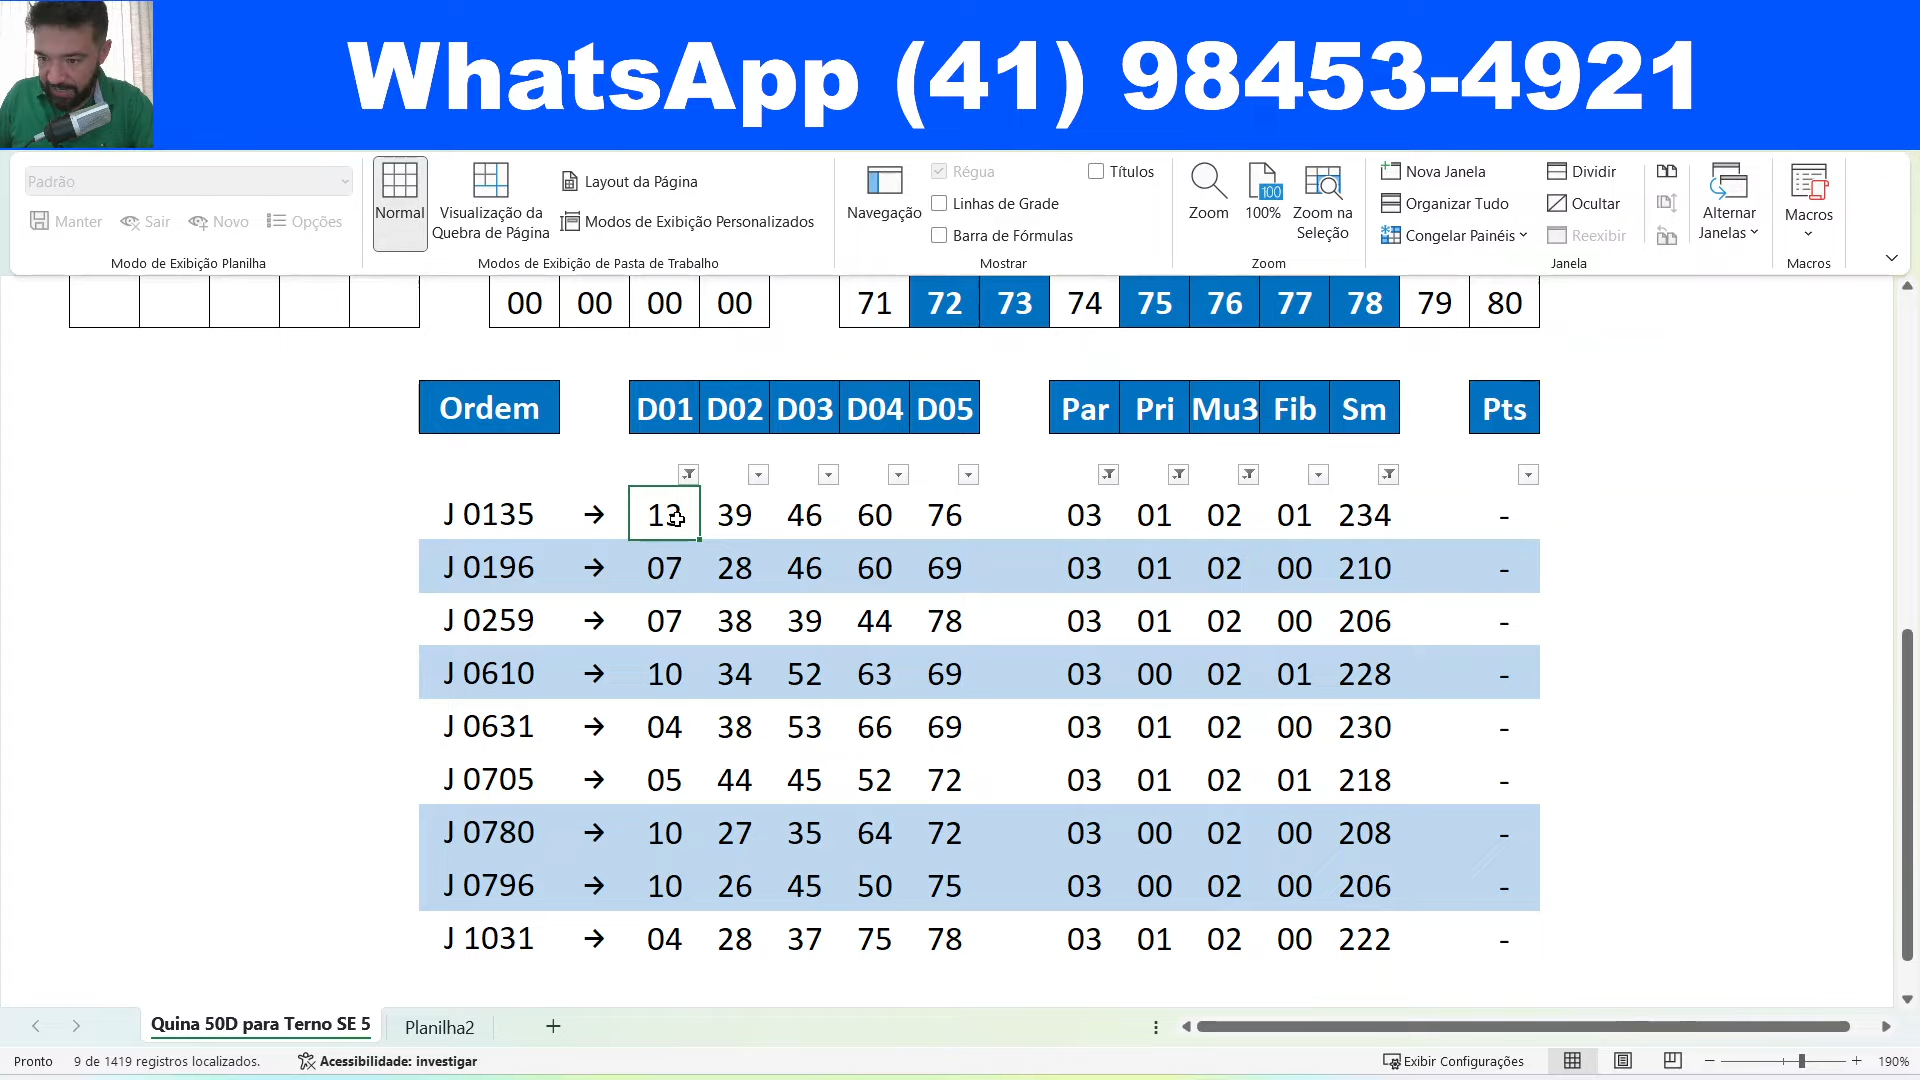 WhatsApp (41) 98453-4921
Padrão
Manter Sair Novo Opções
Modo de Exibição Planilha
Normal
Visualização da Quebra de Página
Layout da Página
Modos de Exibição Personalizados
Modos de Exibição de Pasta de Trabalho
Navegação
Régua
Títulos
Linhas de Grade
Barra de Fórmulas
Mostrar
Zoom
100
100%
Zoom na Seleção
Zoom
Nova Janela
Organizar Tudo
Congelar Painéis
Dividir
Ocultar
Reexibir
Alternar Janelas
Janela
Macros
Macros
00 00 00 00 71 72 73 74 75 76 77 78 79 80
Ordem D01 D02 D03 D04 D05 Par Pri Mu3 Fib Sm Pts
J 0135 → 13 39 46 60 76 03 01 02 01 234 -
J 0196 → 07 28 46 60 69 03 01 02 00 210 -
J 0259 → 07 38 39 44 78 03 01 02 00 206 -
J 0610 → 10 34 52 63 69 03 00 02 01 228 -
J 0631 → 04 38 53 66 69 03 01 02 00 230 -
J 0705 → 05 44 45 52 72 03 01 02 01 218 -
J 0780 → 10 27 35 64 72 03 00 02 00 208 -
J 0796 → 10 26 45 50 75 03 00 02 00 206 -
J 1031 → 04 28 37 75 78 03 01 02 00 222 -
Quina 50D para Terno SE 5 Planilha2
Pronto 9 de 1419 registros localizados. Acessibilidade: investigar Exibir Configurações 190%